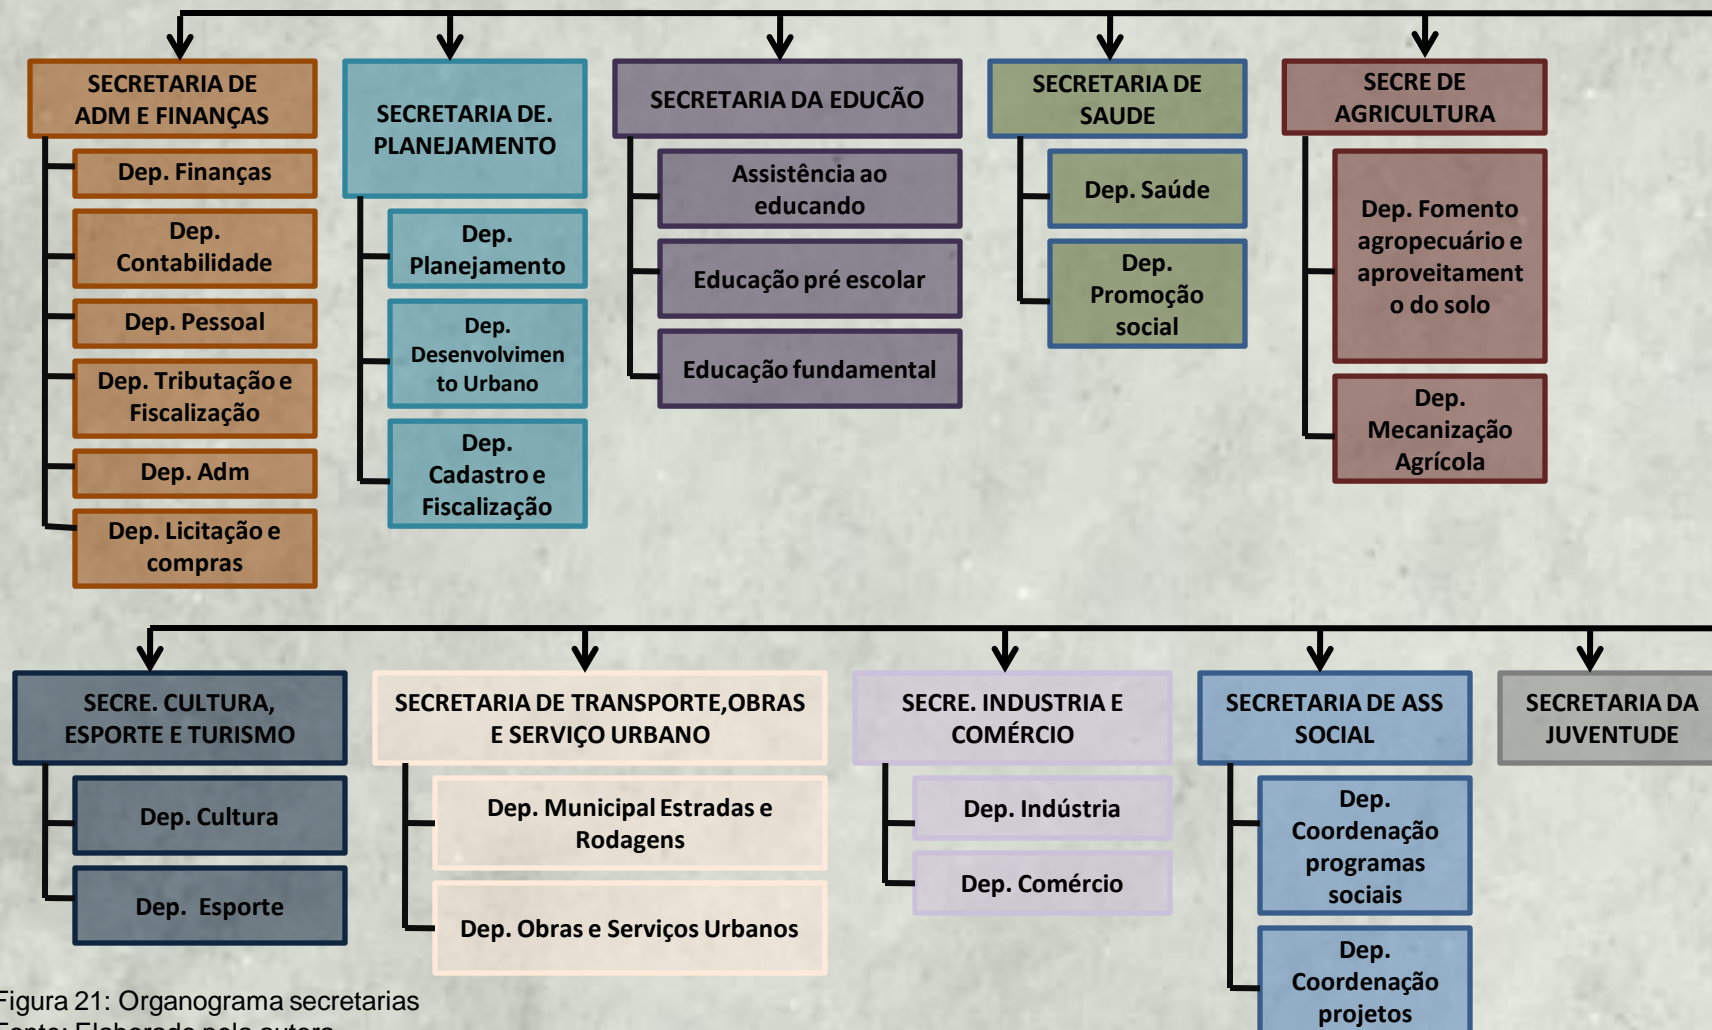 SECRETARIA DE
ADM E FINANÇAS
Dep. Finanças
Dep.
Contabilidade
Dep. Pessoal
Dep. Tributação e
Fiscalização
Dep. Adm
Dep. Licitação e
compras
SECRETARIA DE.
PLANEJAMENTO
Dep.
Planejamento
Dep.
Desenvolvimen
to Urbano
Dep.
Cadastro e
Fiscalização
SECRETARIA DA EDUCÃO
Assistência ao
educando
Educação pré escolar
Educação fundamental
SECRETARIA DE
SAUDE
Dep. Saúde
Dep.
Promoção
social
SECRE DE
AGRICULTURA
Dep. Fomento
agropecuário e
aproveitament
o do solo
Dep.
Mecanização
Agrícola
SECRE. CULTURA,
ESPORTE E TURISMO
Dep. Cultura
Dep. Esporte
SECRETARIA DE TRANSPORTE,OBRAS
E SERVIÇO URBANO
Dep. Municipal Estradas e
Rodagens
Dep. Obras e Serviços Urbanos
SECRE. INDUSTRIA E
COMÉRCIO
Dep. Indústria
Dep. Comércio
SECRETARIA DE ASS
SOCIAL
Dep.
Coordenação
programas
sociais
Dep.
Coordenação
projetos
SECRETARIA DA
JUVENTUDE
Figura 21: Organograma secretarias
Fonte: Elaborado pela autora